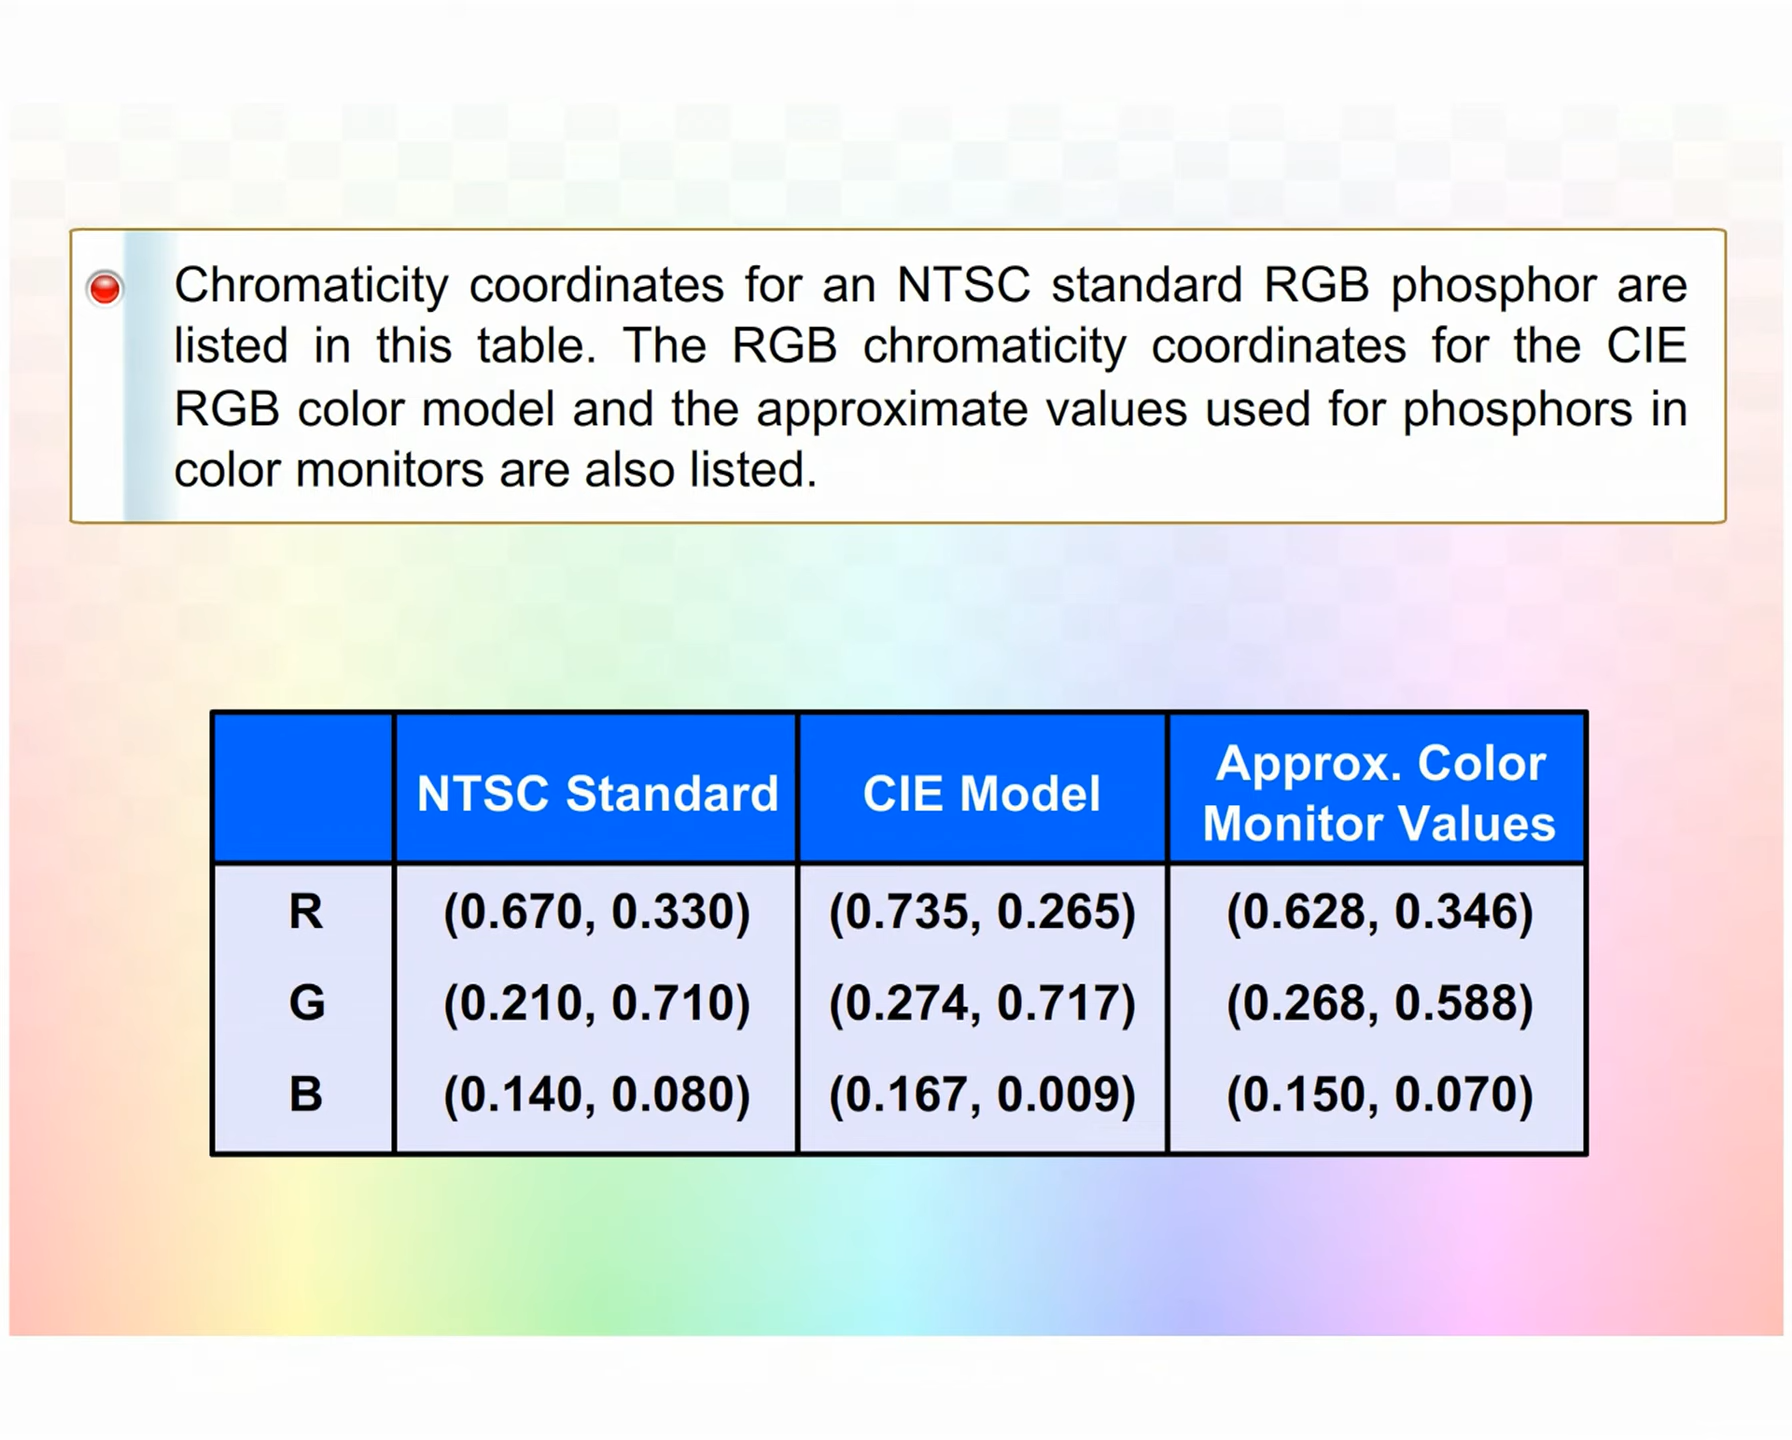 Chromaticity coordinates for an NTSC standard RGB phosphor are
listed in this table. The RGB chromaticity coordinates for the CIE
RGB color model and the approximate values used for phosphors in
color monitors are also listed.
NTSC Standard CIE Model Approx. Color Monitor Values
R (0.670, 0.330) (0.735, 0.265) (0.628, 0.346)
G (0.210, 0.710) (0.274, 0.717) (0.268, 0.588)
B (0.140, 0.080) (0.167, 0.009) (0.150, 0.070)